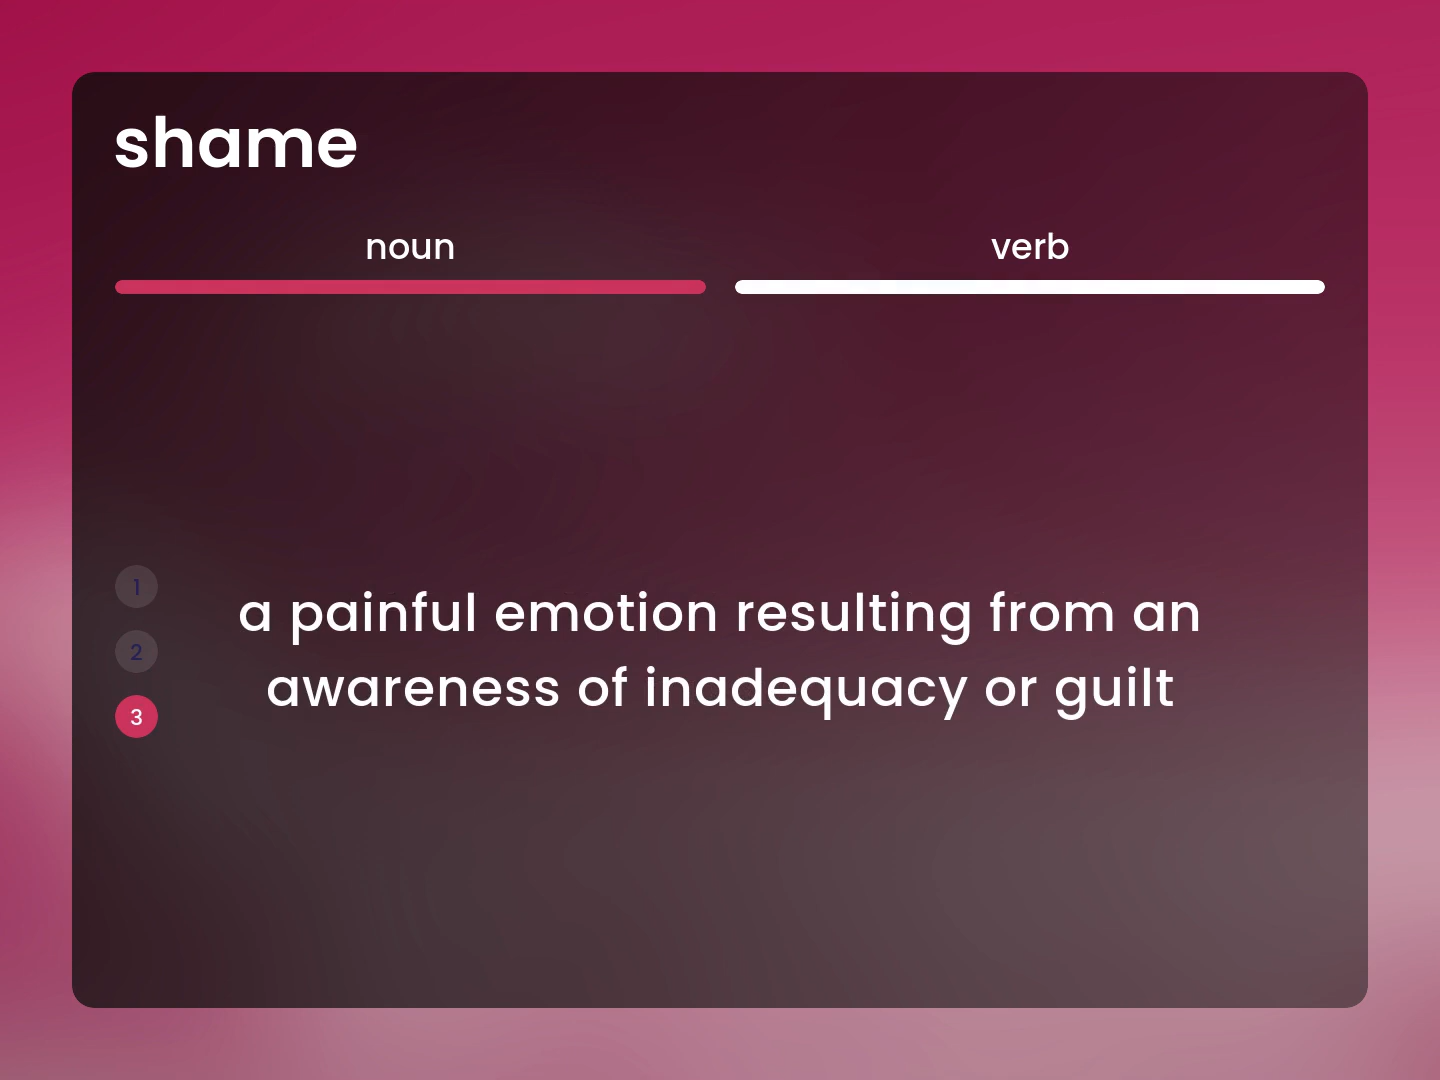 shame
noun
verb
1
2
3
a painful emotion resulting from an
awareness of inadequacy or guilt